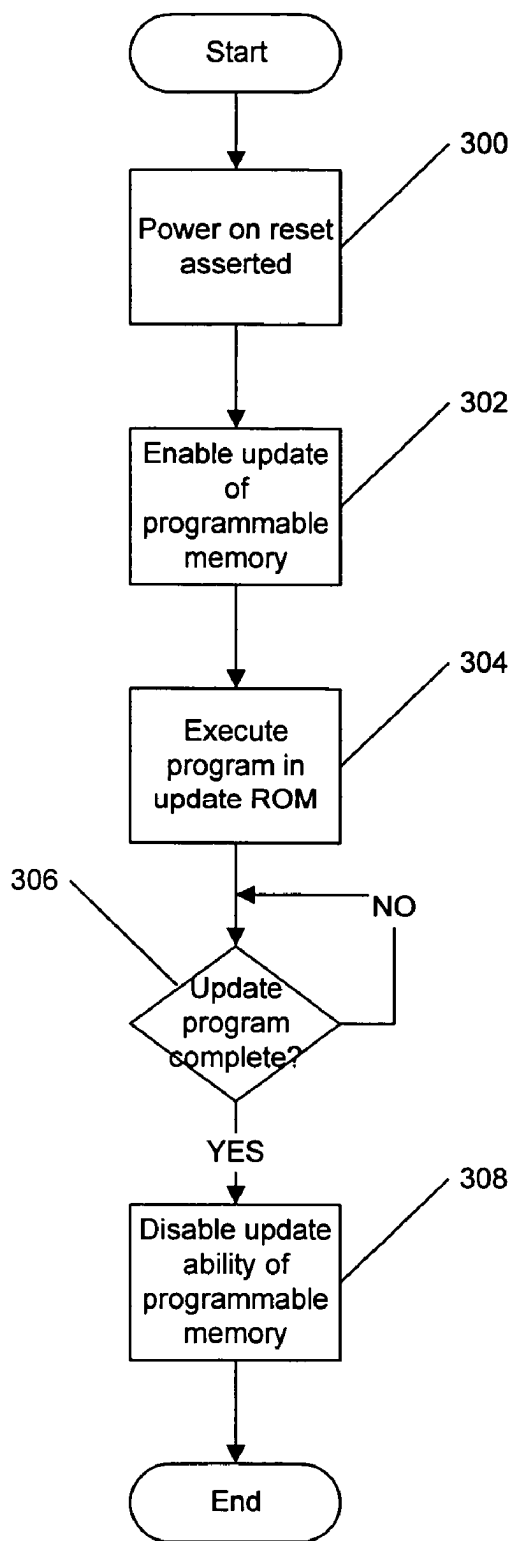 Start
300
Power on reset
asserted
302
Enable update
of
programmable
memory
304
Execute
program in
update ROM
306
NO
Update
program
complete?
YES
308
Disable update
ability of
programmable
memory
End